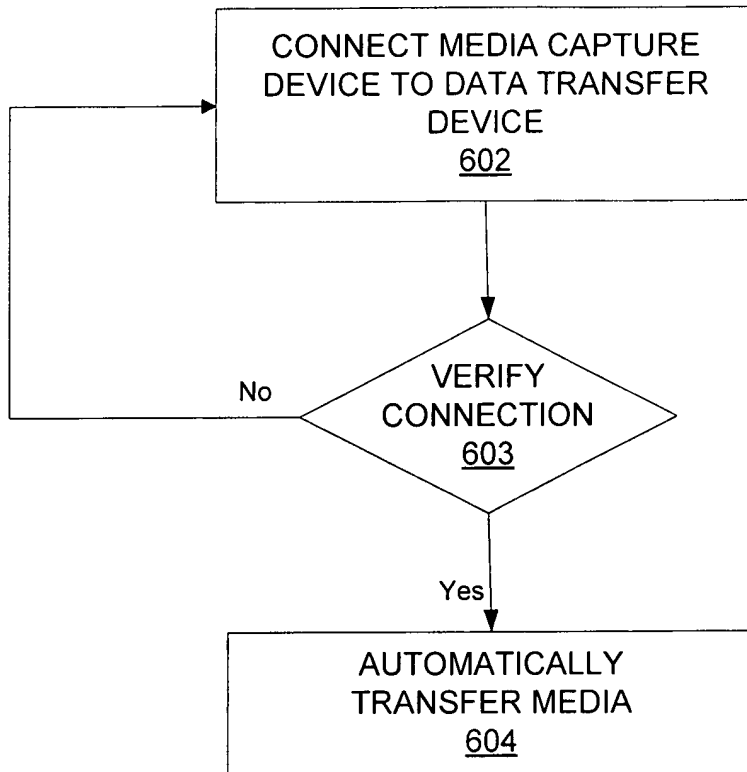 CONNECT MEDIA CAPTURE
DEVICE TO DATA TRANSFER
DEVICE
602
No
VERIFY
CONNECTION
603
Yes
AUTOMATICALLY
TRANSFER MEDIA
604